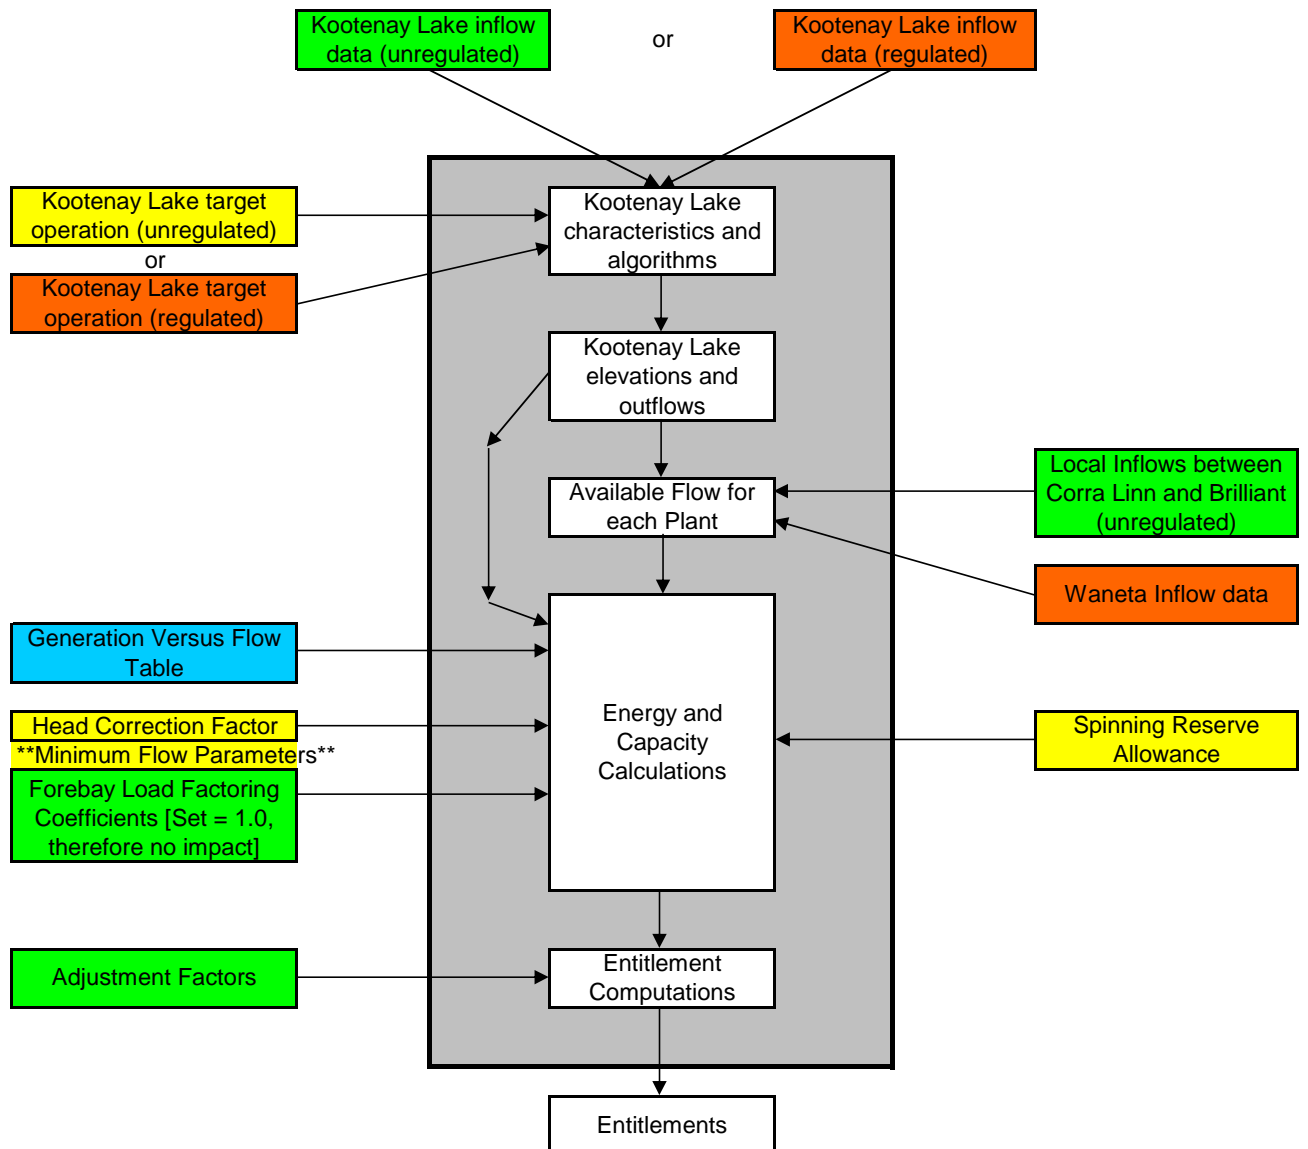 Kootenay Lake inflow
data (unregulated)
or
Kootenay Lake inflow
data (regulated)
Kootenay Lake target
operation (unregulated)
or
Kootenay Lake target
operation (regulated)
Kootenay Lake
characteristics and
algorithms
Kootenay Lake
elevations and
outflows
Available Flow for
each Plant
Local Inflows between
Corra Linn and Brilliant
(unregulated)
Waneta Inflow data
Generation Versus Flow
Table
Head Correction Factor
**Minimum Flow Parameters**
Forebay Load Factoring
Coefficients [Set = 1.0,
therefore no impact]
Energy and
Capacity
Calculations
Spinning Reserve
Allowance
Adjustment Factors
Entitlement
Computations
Entitlements